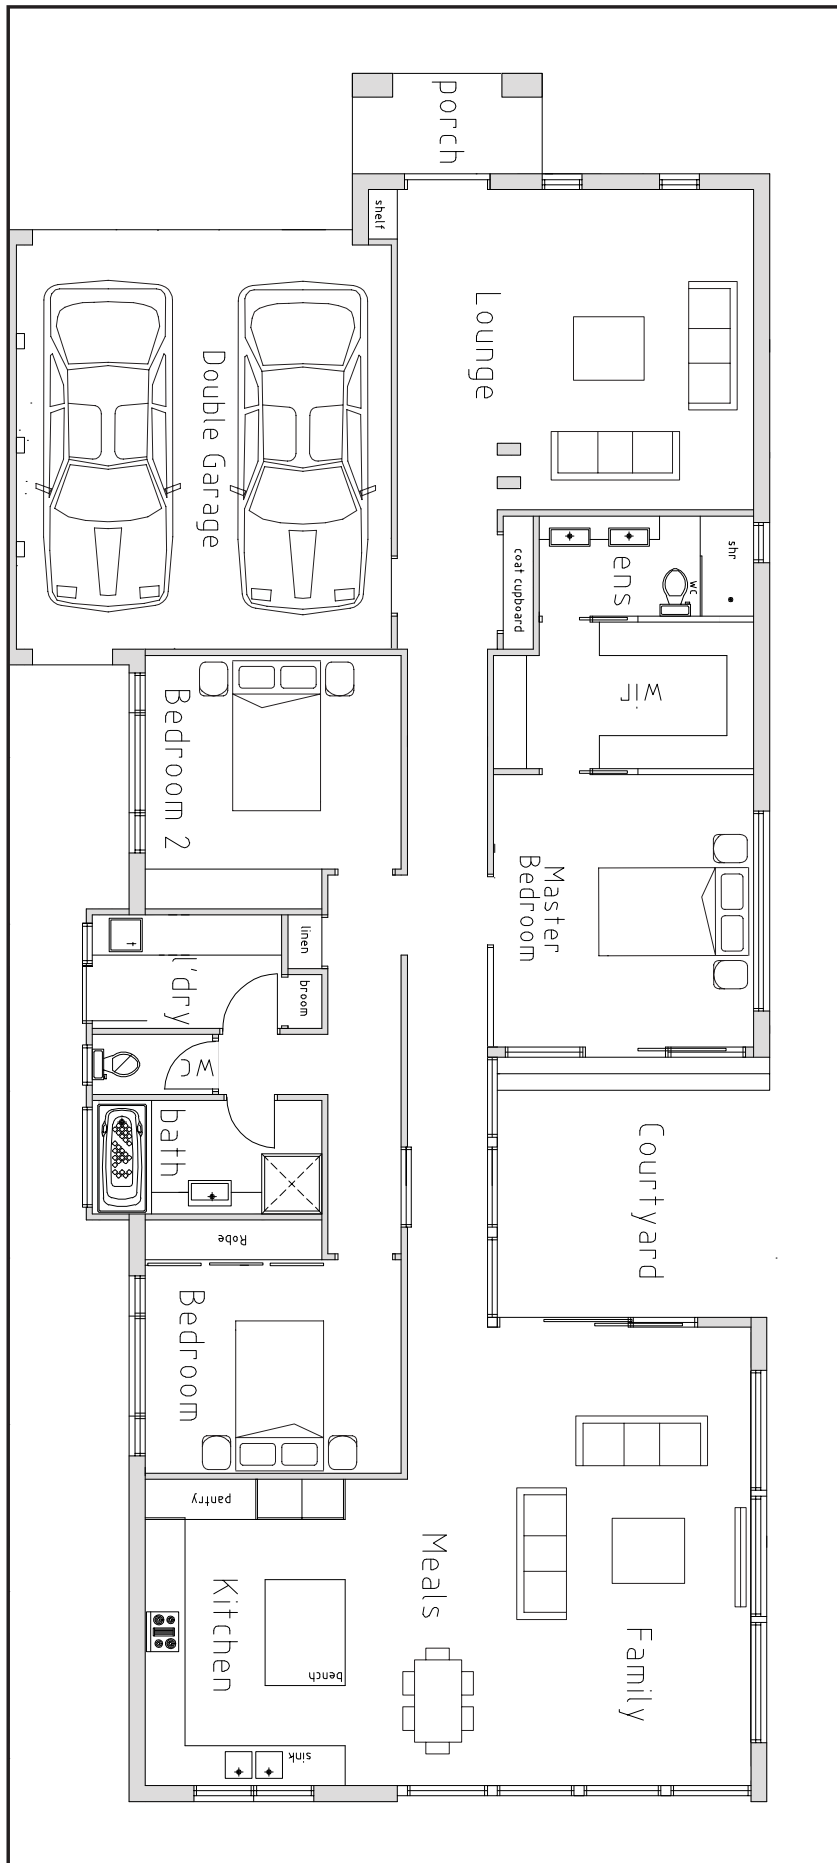 porch
shelf
Lounge
Double Garage
coat cupboard
ens
shr
wc
wir
Bedroom 2
Master
Bedroom
linen
t
l'dry
broom
wc
bath
Courtyard
Robe
Bedroom
pantry
Meals
Kitchen
bench
Family
sink